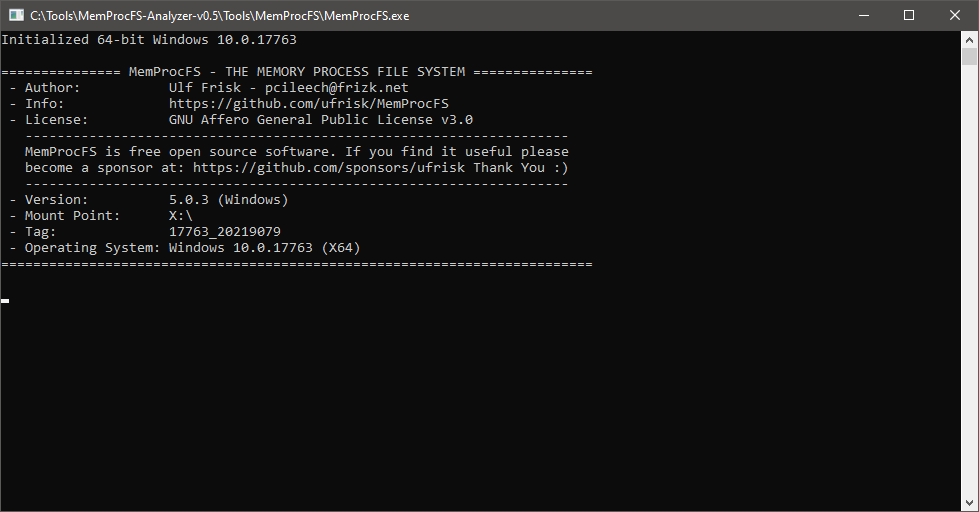 C:\Tools\MemProcFS-Analyzer-v0.5\Tools\MemProcFS\MemProcFS.exe
Initialized 64-bit Windows 10.0.17763
=============== MemProcFS - THE MEMORY PROCESS FILE SYSTEM ===============
 - Author:           Ulf Frisk - pcileech@frizk.net
 - Info:             https://github.com/ufrisk/MemProcFS
 - License:          GNU Affero General Public License v3.0
   --------------------------------------------------------------------
   MemProcFS is free open source software. If you find it useful please
   become a sponsor at: https://github.com/sponsors/ufrisk Thank You :)
   --------------------------------------------------------------------
 - Version:          5.0.3 (Windows)
 - Mount Point:      X:\
 - Tag:              17763_20219079
 - Operating System: Windows 10.0.17763 (X64)
==========================================================================